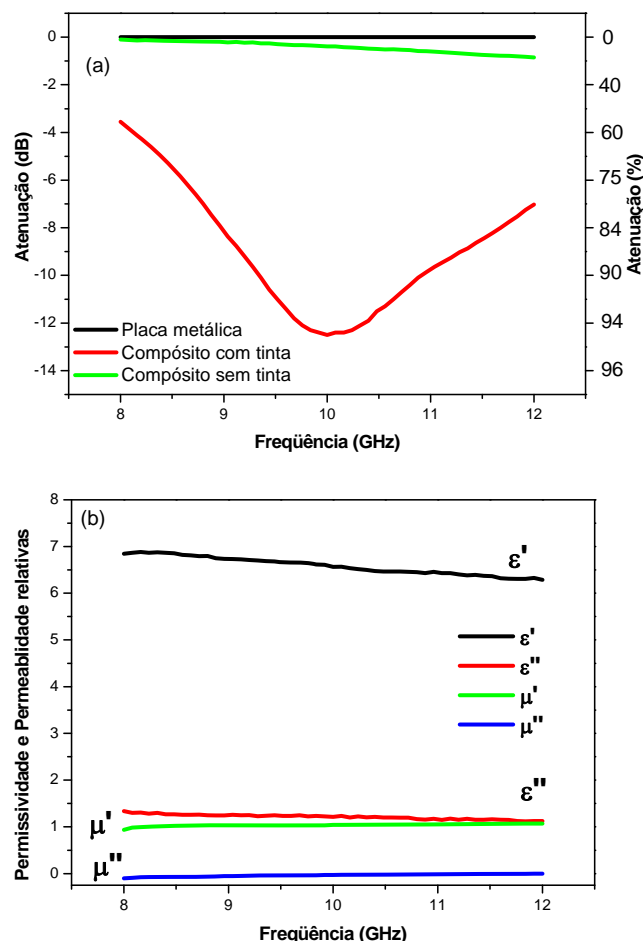 (a)
Atenuação (dB)
0
-2
-4
-6
-8
-10
-12
-14
Atenuação (%)
0
40
60
75
84
90
94
96
Placa metálica
Compósito com tinta
Compósito sem tinta
8 9 10 11 12
Freqüência (GHz)
(b)
Permissividade e Permeablidade relativas
8
7
6
5
4
3
2
1
0
ε'
ε'
ε"
μ'
μ"
ε"
μ'
μ"
8 9 10 11 12
Freqüência (GHz)